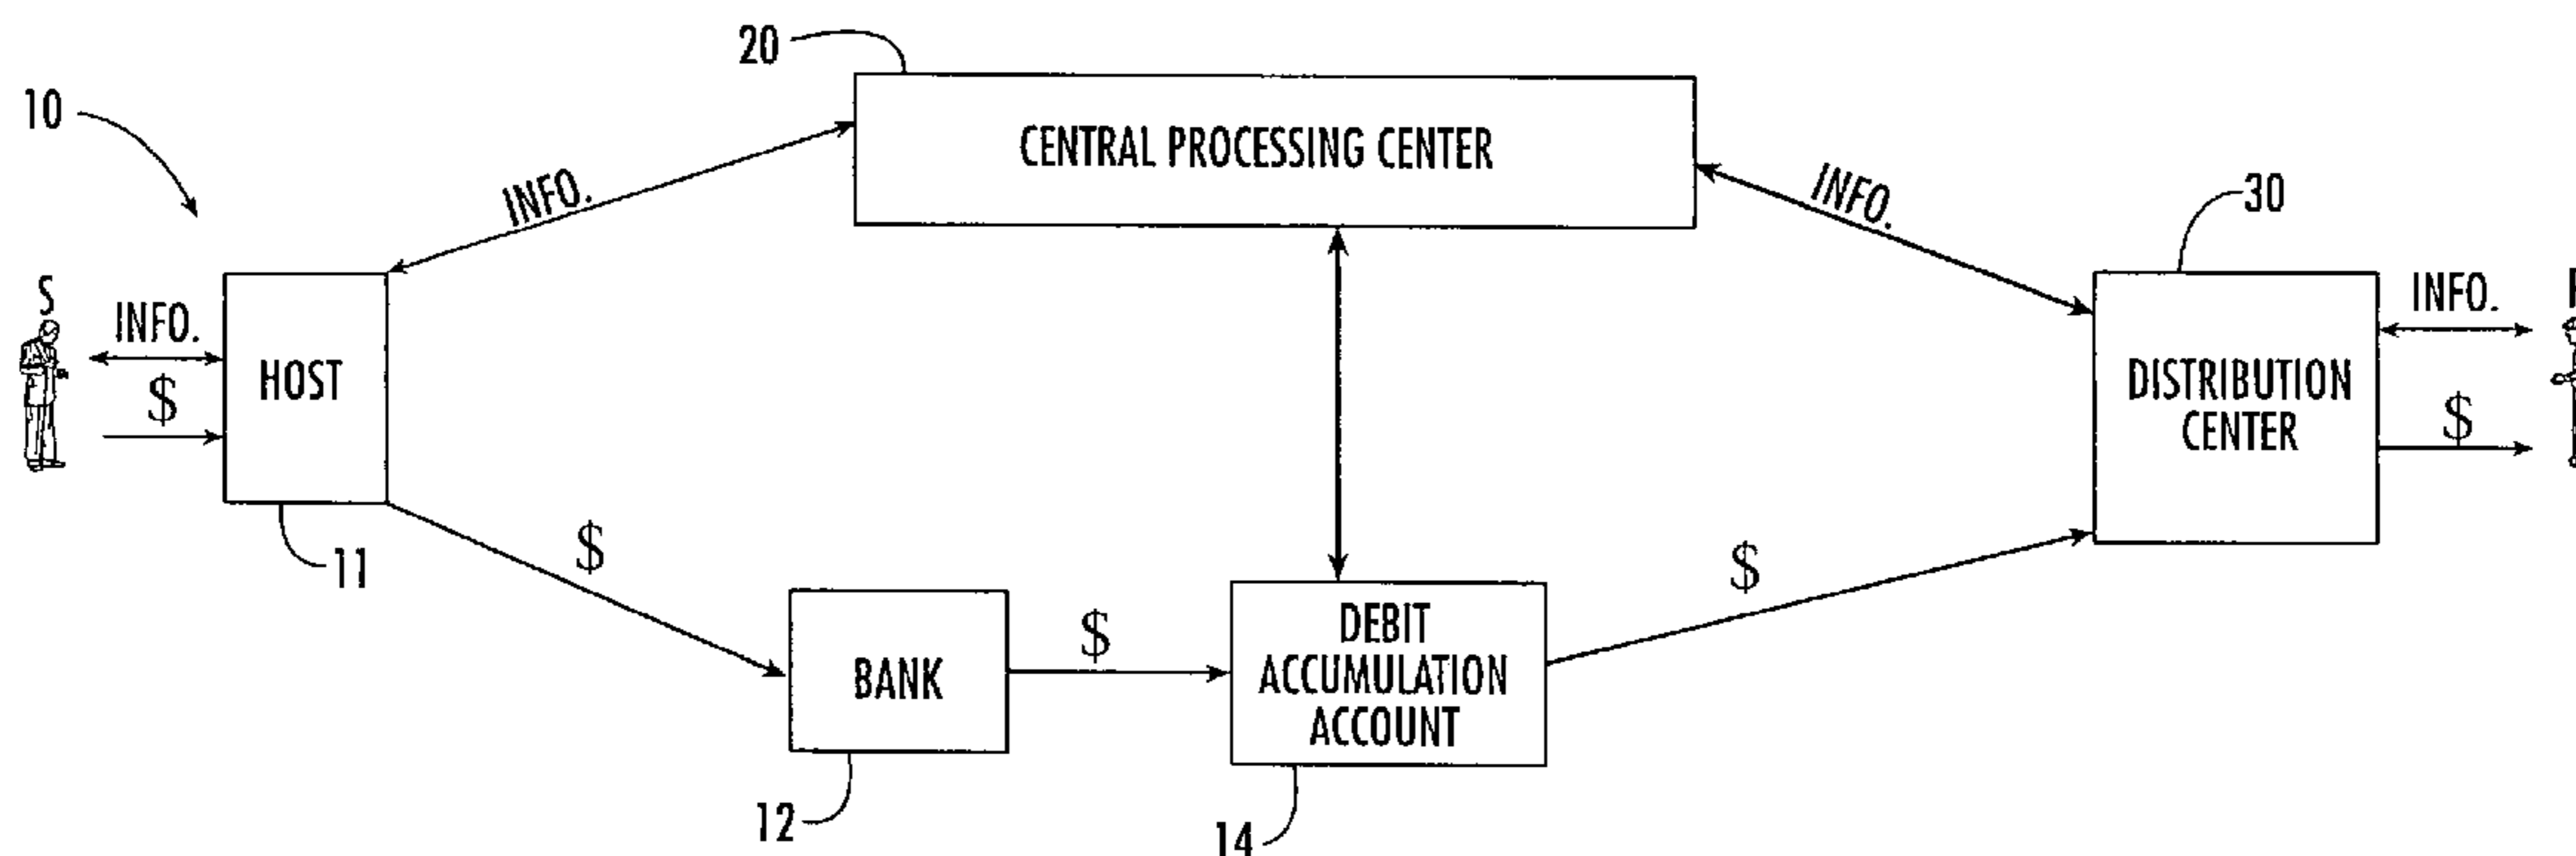 20
10
CENTRAL PROCESSING CENTER
INFO.
INFO.
30
S
INFO.
$
HOST
11
INFO.
$
DISTRIBUTION
CENTER
$
$
$
BANK
12
DEBIT
ACCUMULATION
ACCOUNT
14